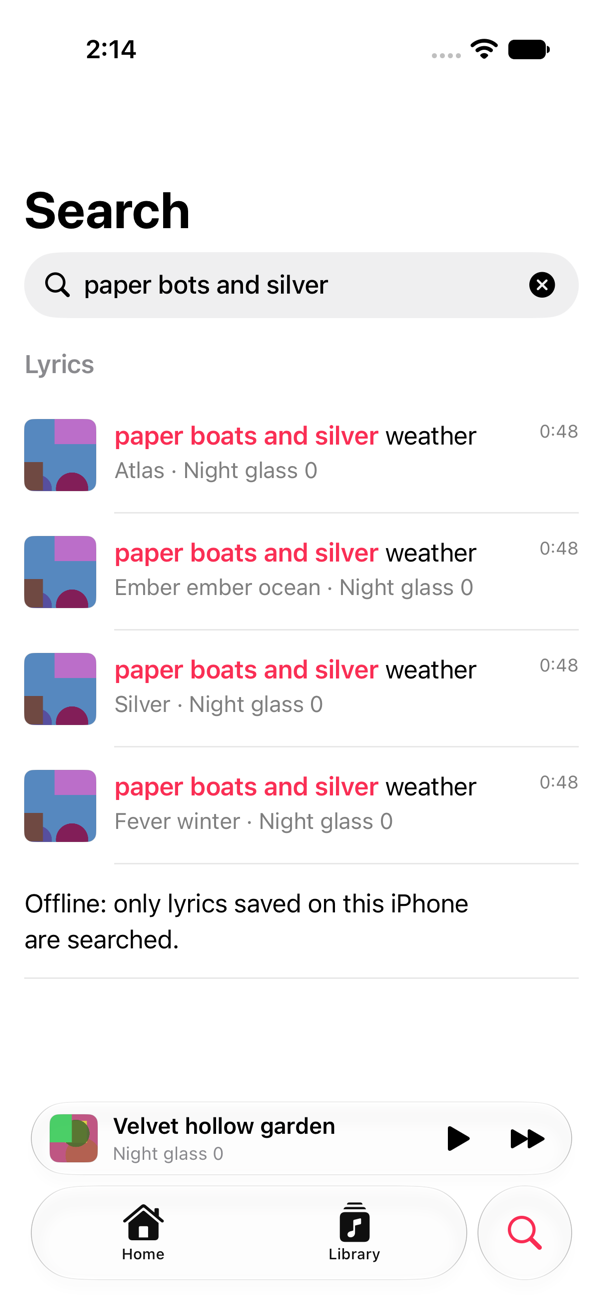 2:14
Search
paper bots and silver
Lyrics
paper boats and silver weather
0:48
Atlas · Night glass 0
paper boats and silver weather
0:48
Ember ember ocean · Night glass 0
paper boats and silver weather
0:48
Silver · Night glass 0
paper boats and silver weather
0:48
Fever winter · Night glass 0
Offline: only lyrics saved on this iPhone
are searched.
Velvet hollow garden
Night glass 0
Home
Library